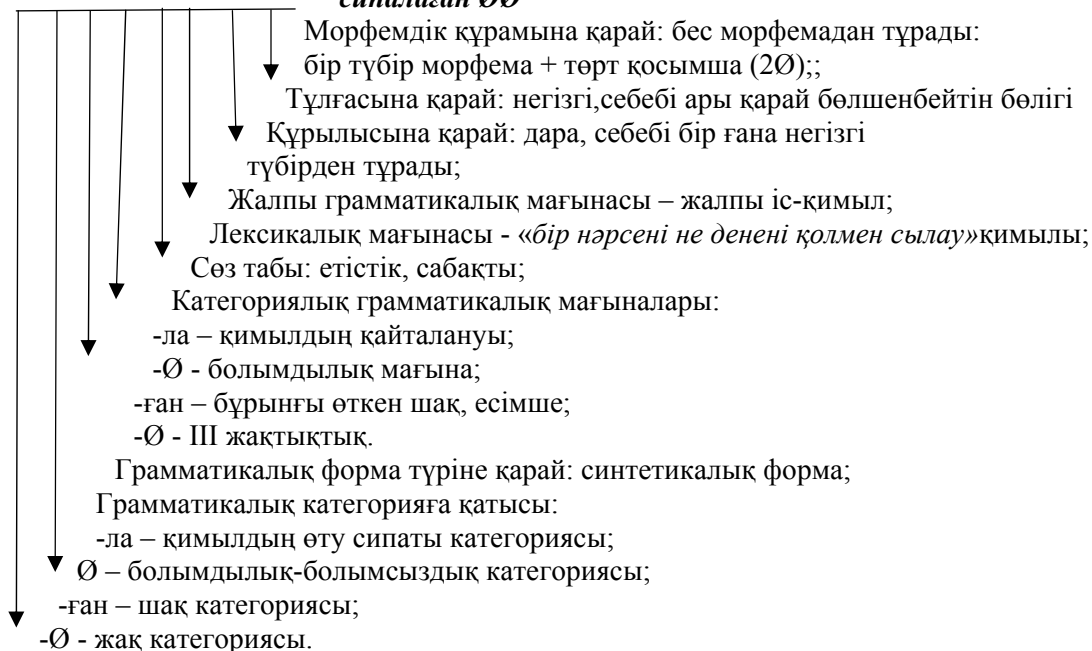 сипалаған ØØ
Морфемдік құрамына қарай: бес морфемадан тұрады:
бір түбір морфема + төрт қосымша (2Ø);;
Тұлғасына қарай: негізгі,себебі ары қарай бөлшенбейтін бөлігі
Құрылысына қарай: дара, себебі бір ғана негізгі
түбірден тұрады;
Жалпы грамматикалық мағынасы – жалпы іс-қимыл;
Лексикалық мағынасы - «бір нәрсені не денені қолмен сылау»қимылы;
Сөз табы: етістік, сабақты;
Категориялық грамматикалық мағыналары:
-ла – қимылдың қайталануы;
-Ø - болымдылық мағына;
-ған – бұрынғы өткен шақ, есімше;
-Ø - III жақтықтық.
Грамматикалық форма түріне қарай: синтетикалық форма;
Грамматикалық категорияға қатысы:
-ла – қимылдың өту сипаты категориясы;
Ø – болымдылық-болымсыздық категориясы;
-ған – шақ категориясы;
-Ø - жақ категориясы.